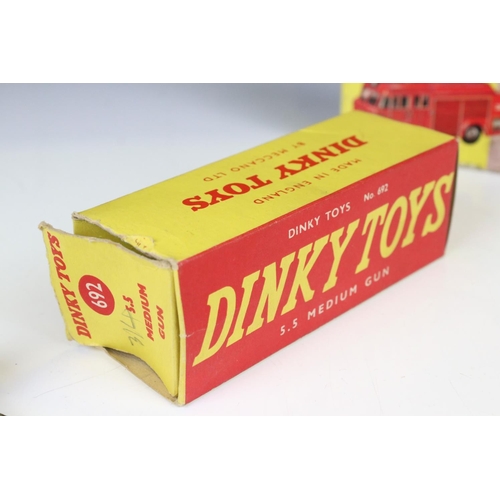 DINKY TOYS
BY MECCANO LTD
MADE IN ENGLAND
DINKY TOYS No. 692
DINKY TOYS
5.5 MEDIUM GUN
DINKY TOYS
692
5.5
MEDIUM
GUN